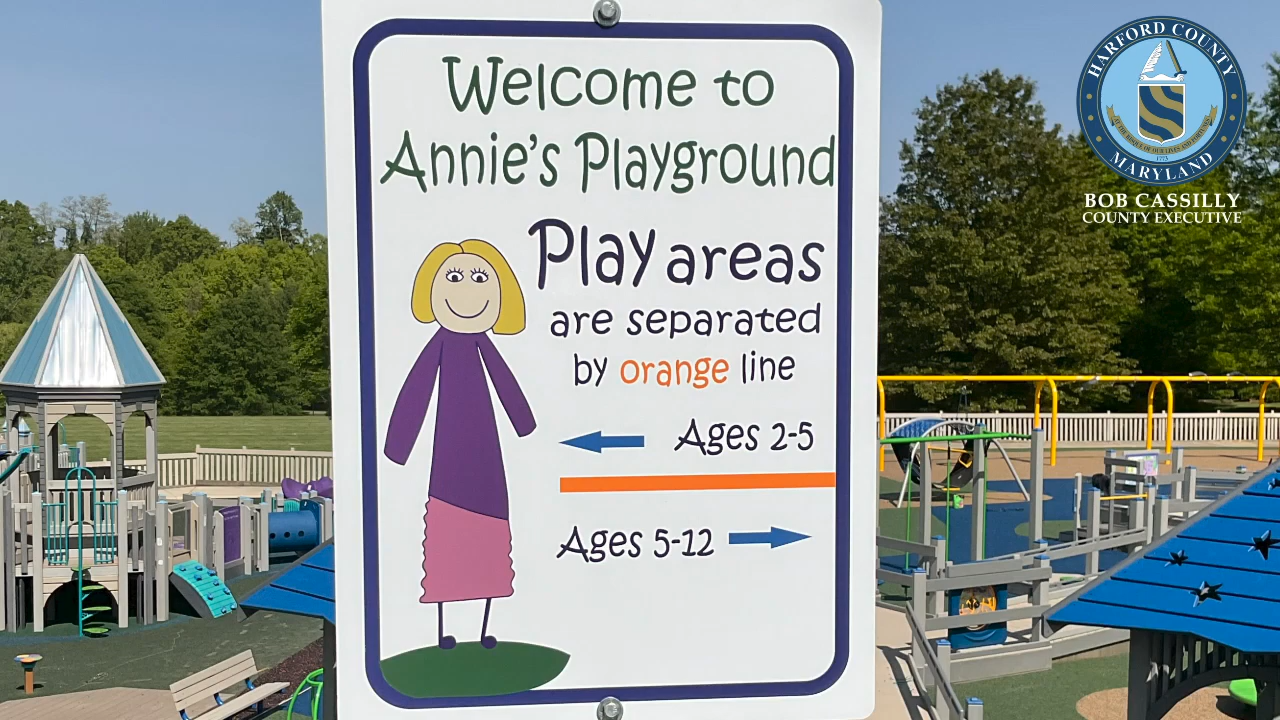 Welcome to
Annie's Playground
Play areas
are separated
by orange line
Ages 2-5
Ages 5-12
HARFORD COUNTY
1773
MARYLAND
BOB CASSILLY
COUNTY EXECUTIVE